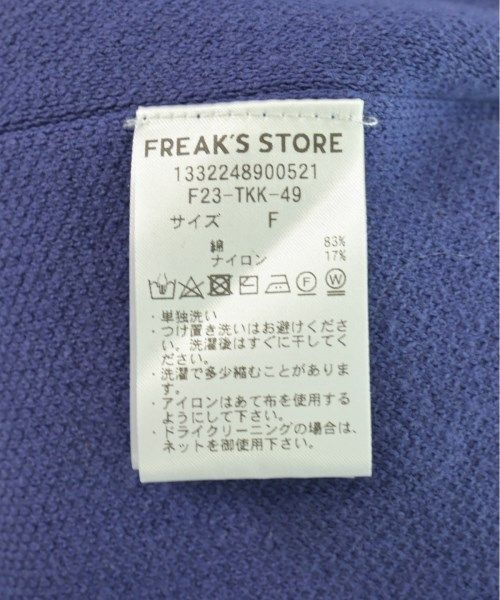 FREAK'S STORE
1332248900521
F23-TKK-49
サイズ F
綿 83%
ナイロン 17%
F W
・単独洗い
・つけ置き洗いはお避けくださ
い。洗濯後はすぐに干してく
ださい。
・洗濯で多少縮むことがありま
す。
・アイロンはあて布を使用する
ようにして下さい。
・ドライクリーニングの場合は、
ネットを御使用下さい。